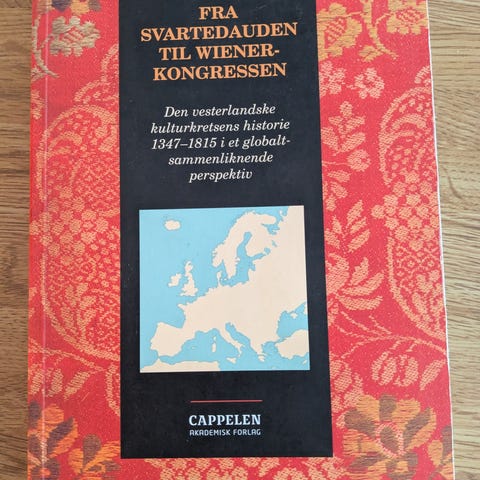 FRA
SVARTEDAUDEN
TIL WIENER-
KONGRESSEN
Den vesterlandske
kulturkretsens historie
1347–1815 i et globalt-
sammenliknende
perspektiv
CAPPELEN
AKADEMISK FORLAG